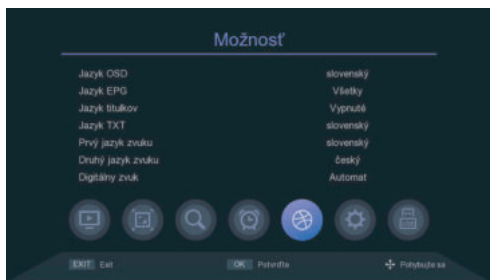 Možnosť
Jazyk OSD slovenský
Jazyk EPG Všetky
Jazyk titulkov Vypnuté
Jazyk TXT slovenský
Prvý jazyk zvuku slovenský
Druhý jazyk zvuku český
Digitálny zvuk Automat
EXIT Exit OK Potvrďte Pohybujte sa